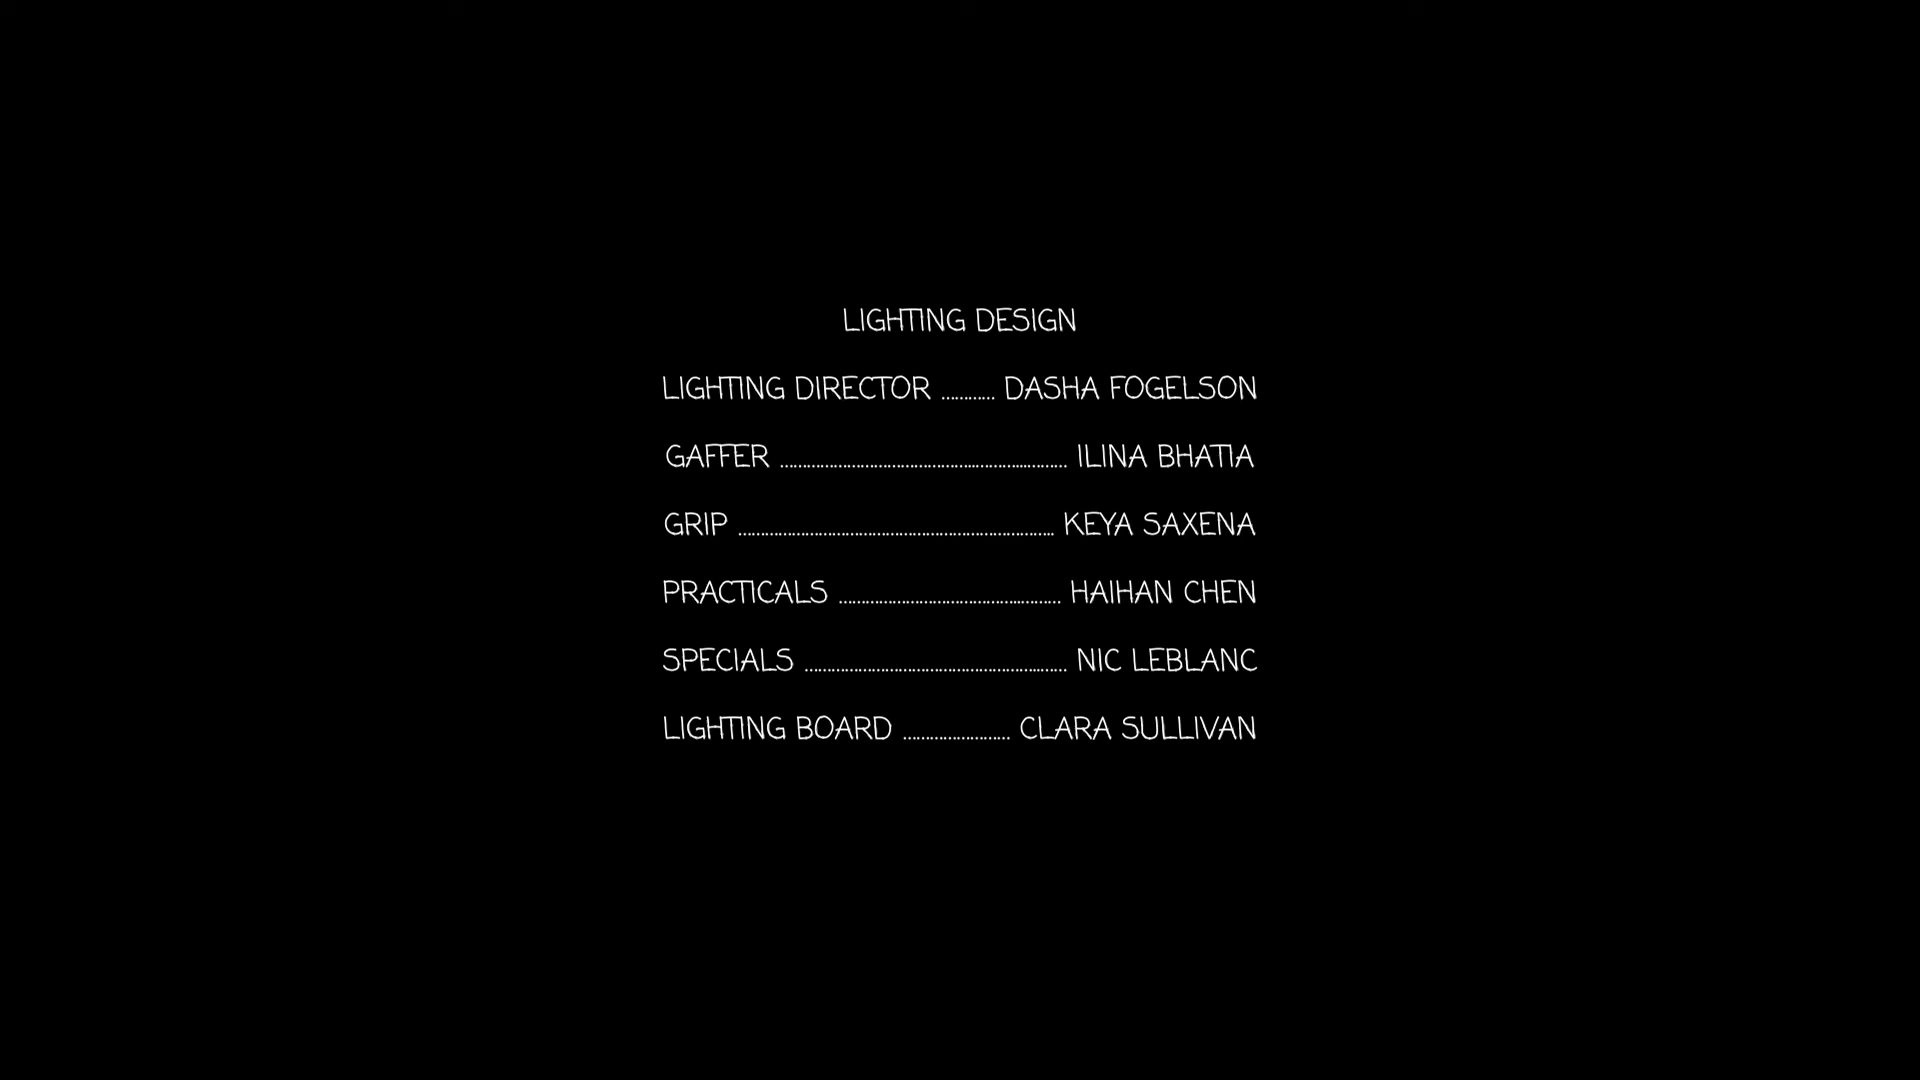 LIGHTING DESIGN
LIGHTING DIRECTOR ............ DASHA FOGELSON
GAFFER ................................................................ ILINA BHATIA
GRIP ....................................................................... KEYA SAXENA
PRACTICALS .................................................. HAIHAN CHEN
SPECIALS ........................................................... NIC LEBLANC
LIGHTING BOARD ........................ CLARA SULLIVAN